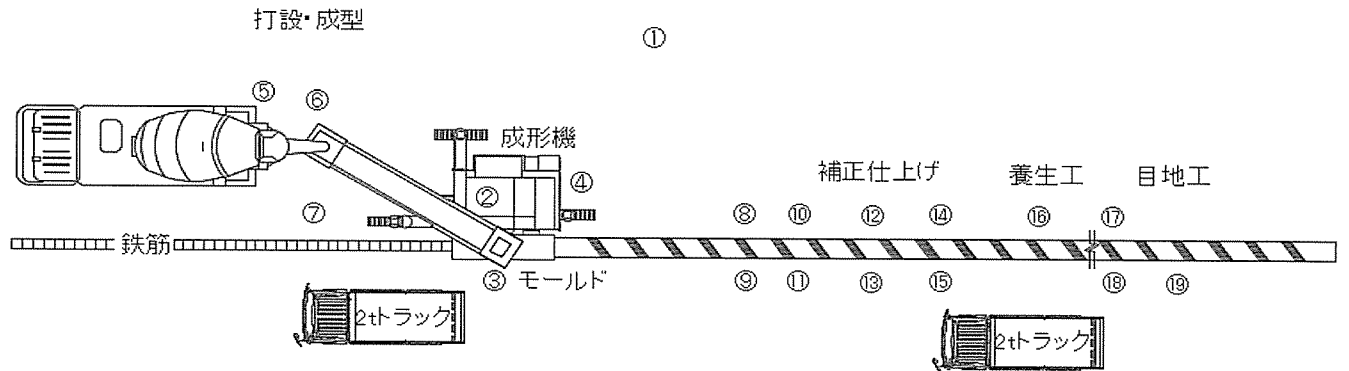 打設・成型
①
⑤
⑥
成形機
②
④
補正仕上げ
養生工
目地工
⑦
⑧
⑩
⑫
⑭
⑯
⑰
鉄筋
③
モールド
⑨
⑪
⑬
⑮
⑱
⑲
2tトラック
2tトラック